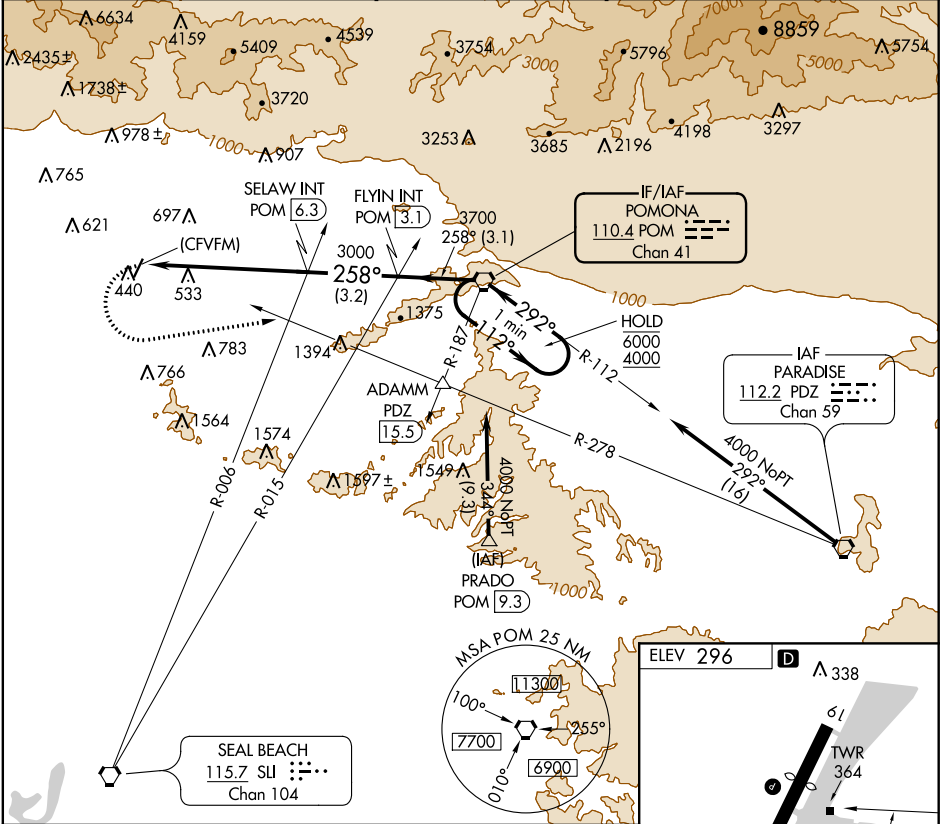 6634
4159
4539
8859
5754
2435±
5409
3754
5796
7000
5000
3000
1738±
3720
978±
1000
907
3253
3685
2196
4198
3297
765
621
697
(CFVFM)
SELAW INT
POM 6.3
FLYIN INT
POM 3.1
3700
258° (3.1)
IF/IAF
POMONA
110.4 POM
Chan 41
3000
258°
(3.2)
440
533
1000
1375
1394
783
766
292°
1 min
112°
HOLD
6000
4000
R-187
R-112
ADAMM
PDZ
15.5
IAF
PARADISE
112.2 PDZ
Chan 59
1564
1574
1597±
1549
R-278
4000 NoPT
292°
(16)
4000 NoPT
344°
(9.3)
R-006
R-015
(IAF)
PRADO
POM 9.3
1000
MSA POM 25 NM
11300
100°
255°
7700
010°
6900
SEAL BEACH
115.7 SLI
Chan 104
ELEV 296
D
338
19
TWR
364
P